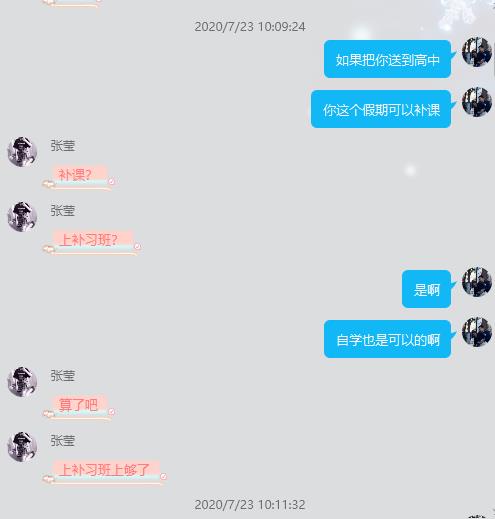 2020/7/23 10:09:24
如果把你送到高中
你这个假期可以补课
张莹
补课？
张莹
上补习班？
是啊
自学也是可以的啊
张莹
算了吧
张莹
上补习班上够了
2020/7/23 10:11:32